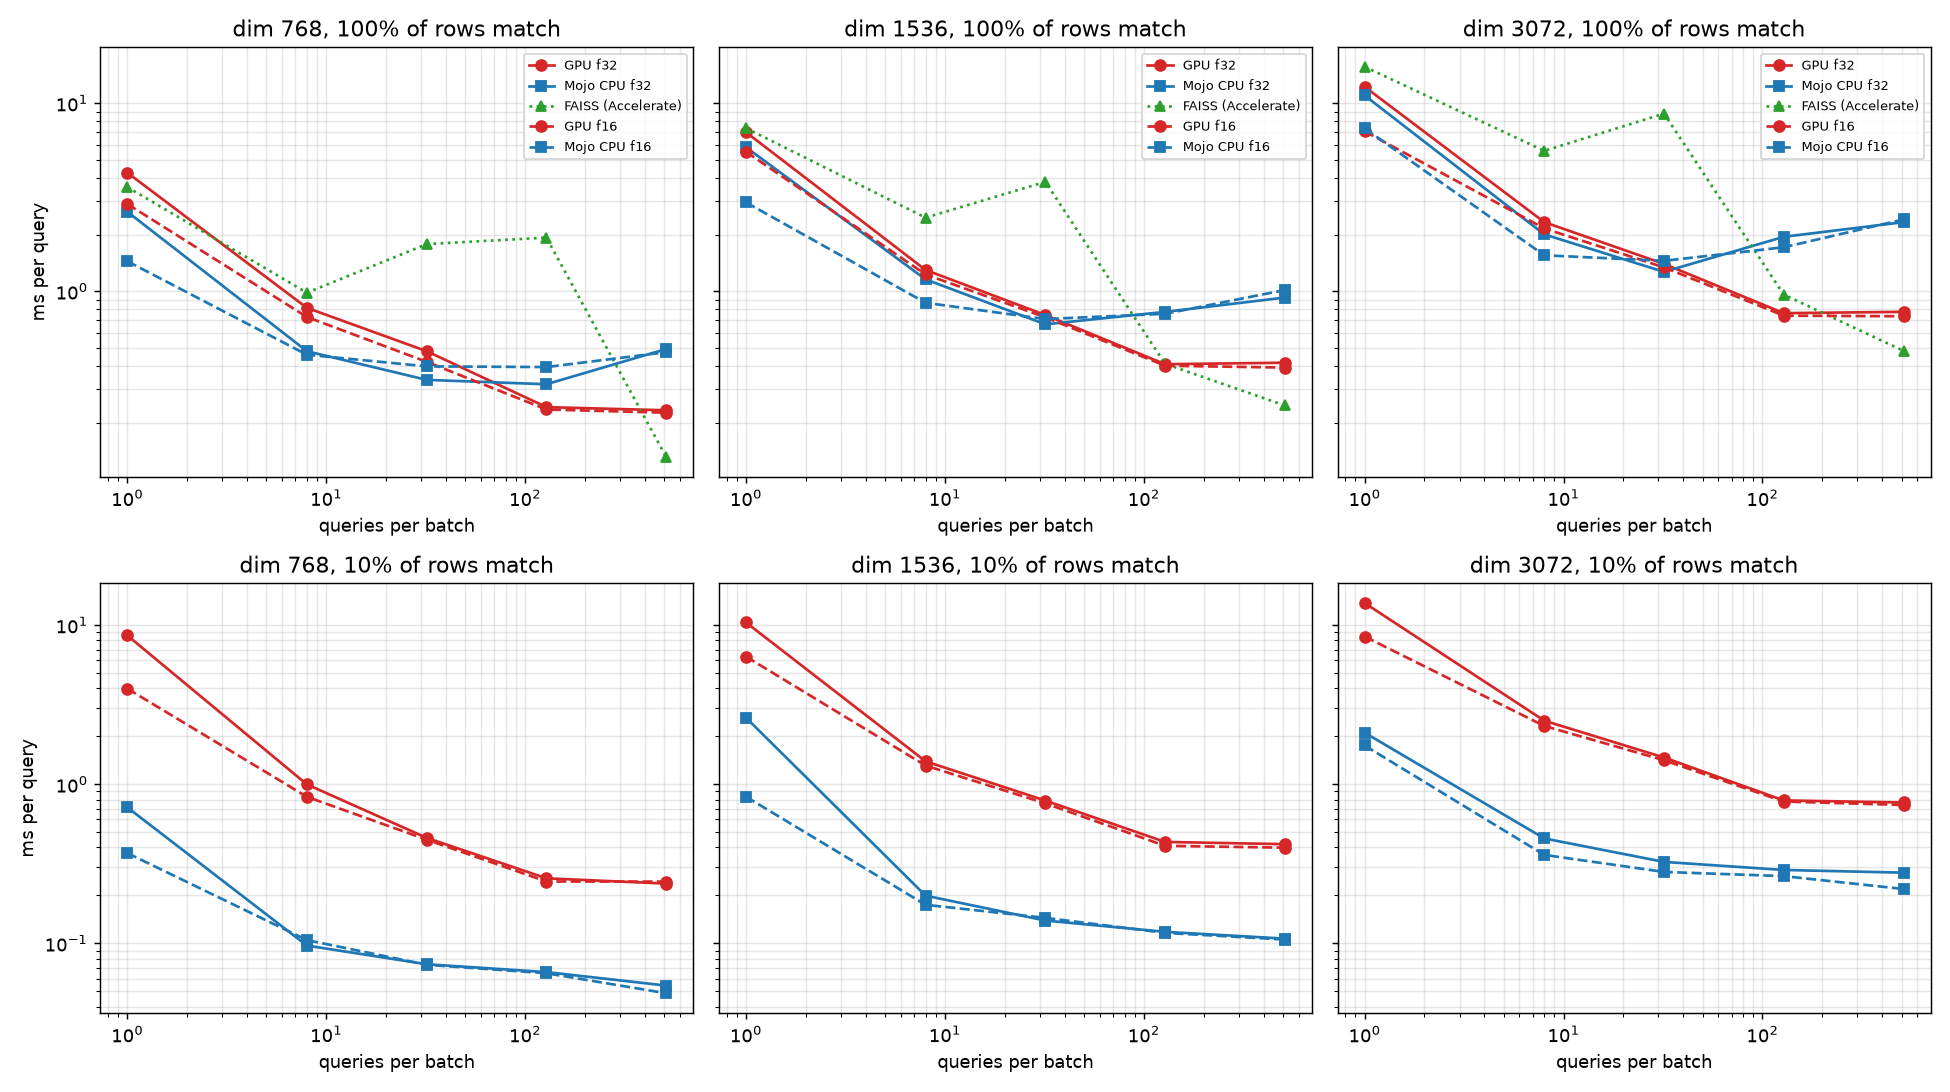 dim 768, 100% of rows match
dim 1536, 100% of rows match
dim 3072, 100% of rows match
GPU f32
Mojo CPU f32
FAISS (Accelerate)
GPU f16
Mojo CPU f16
GPU f32
Mojo CPU f32
FAISS (Accelerate)
GPU f16
Mojo CPU f16
GPU f32
Mojo CPU f32
FAISS (Accelerate)
GPU f16
Mojo CPU f16
ms per query
10¹
10⁰
10⁰ 10¹ 10²
10⁰ 10¹ 10²
10⁰ 10¹ 10²
queries per batch
queries per batch
queries per batch
dim 768, 10% of rows match
dim 1536, 10% of rows match
dim 3072, 10% of rows match
ms per query
10¹
10⁰
10⁻¹
10⁰ 10¹ 10²
10⁰ 10¹ 10²
10⁰ 10¹ 10²
queries per batch
queries per batch
queries per batch